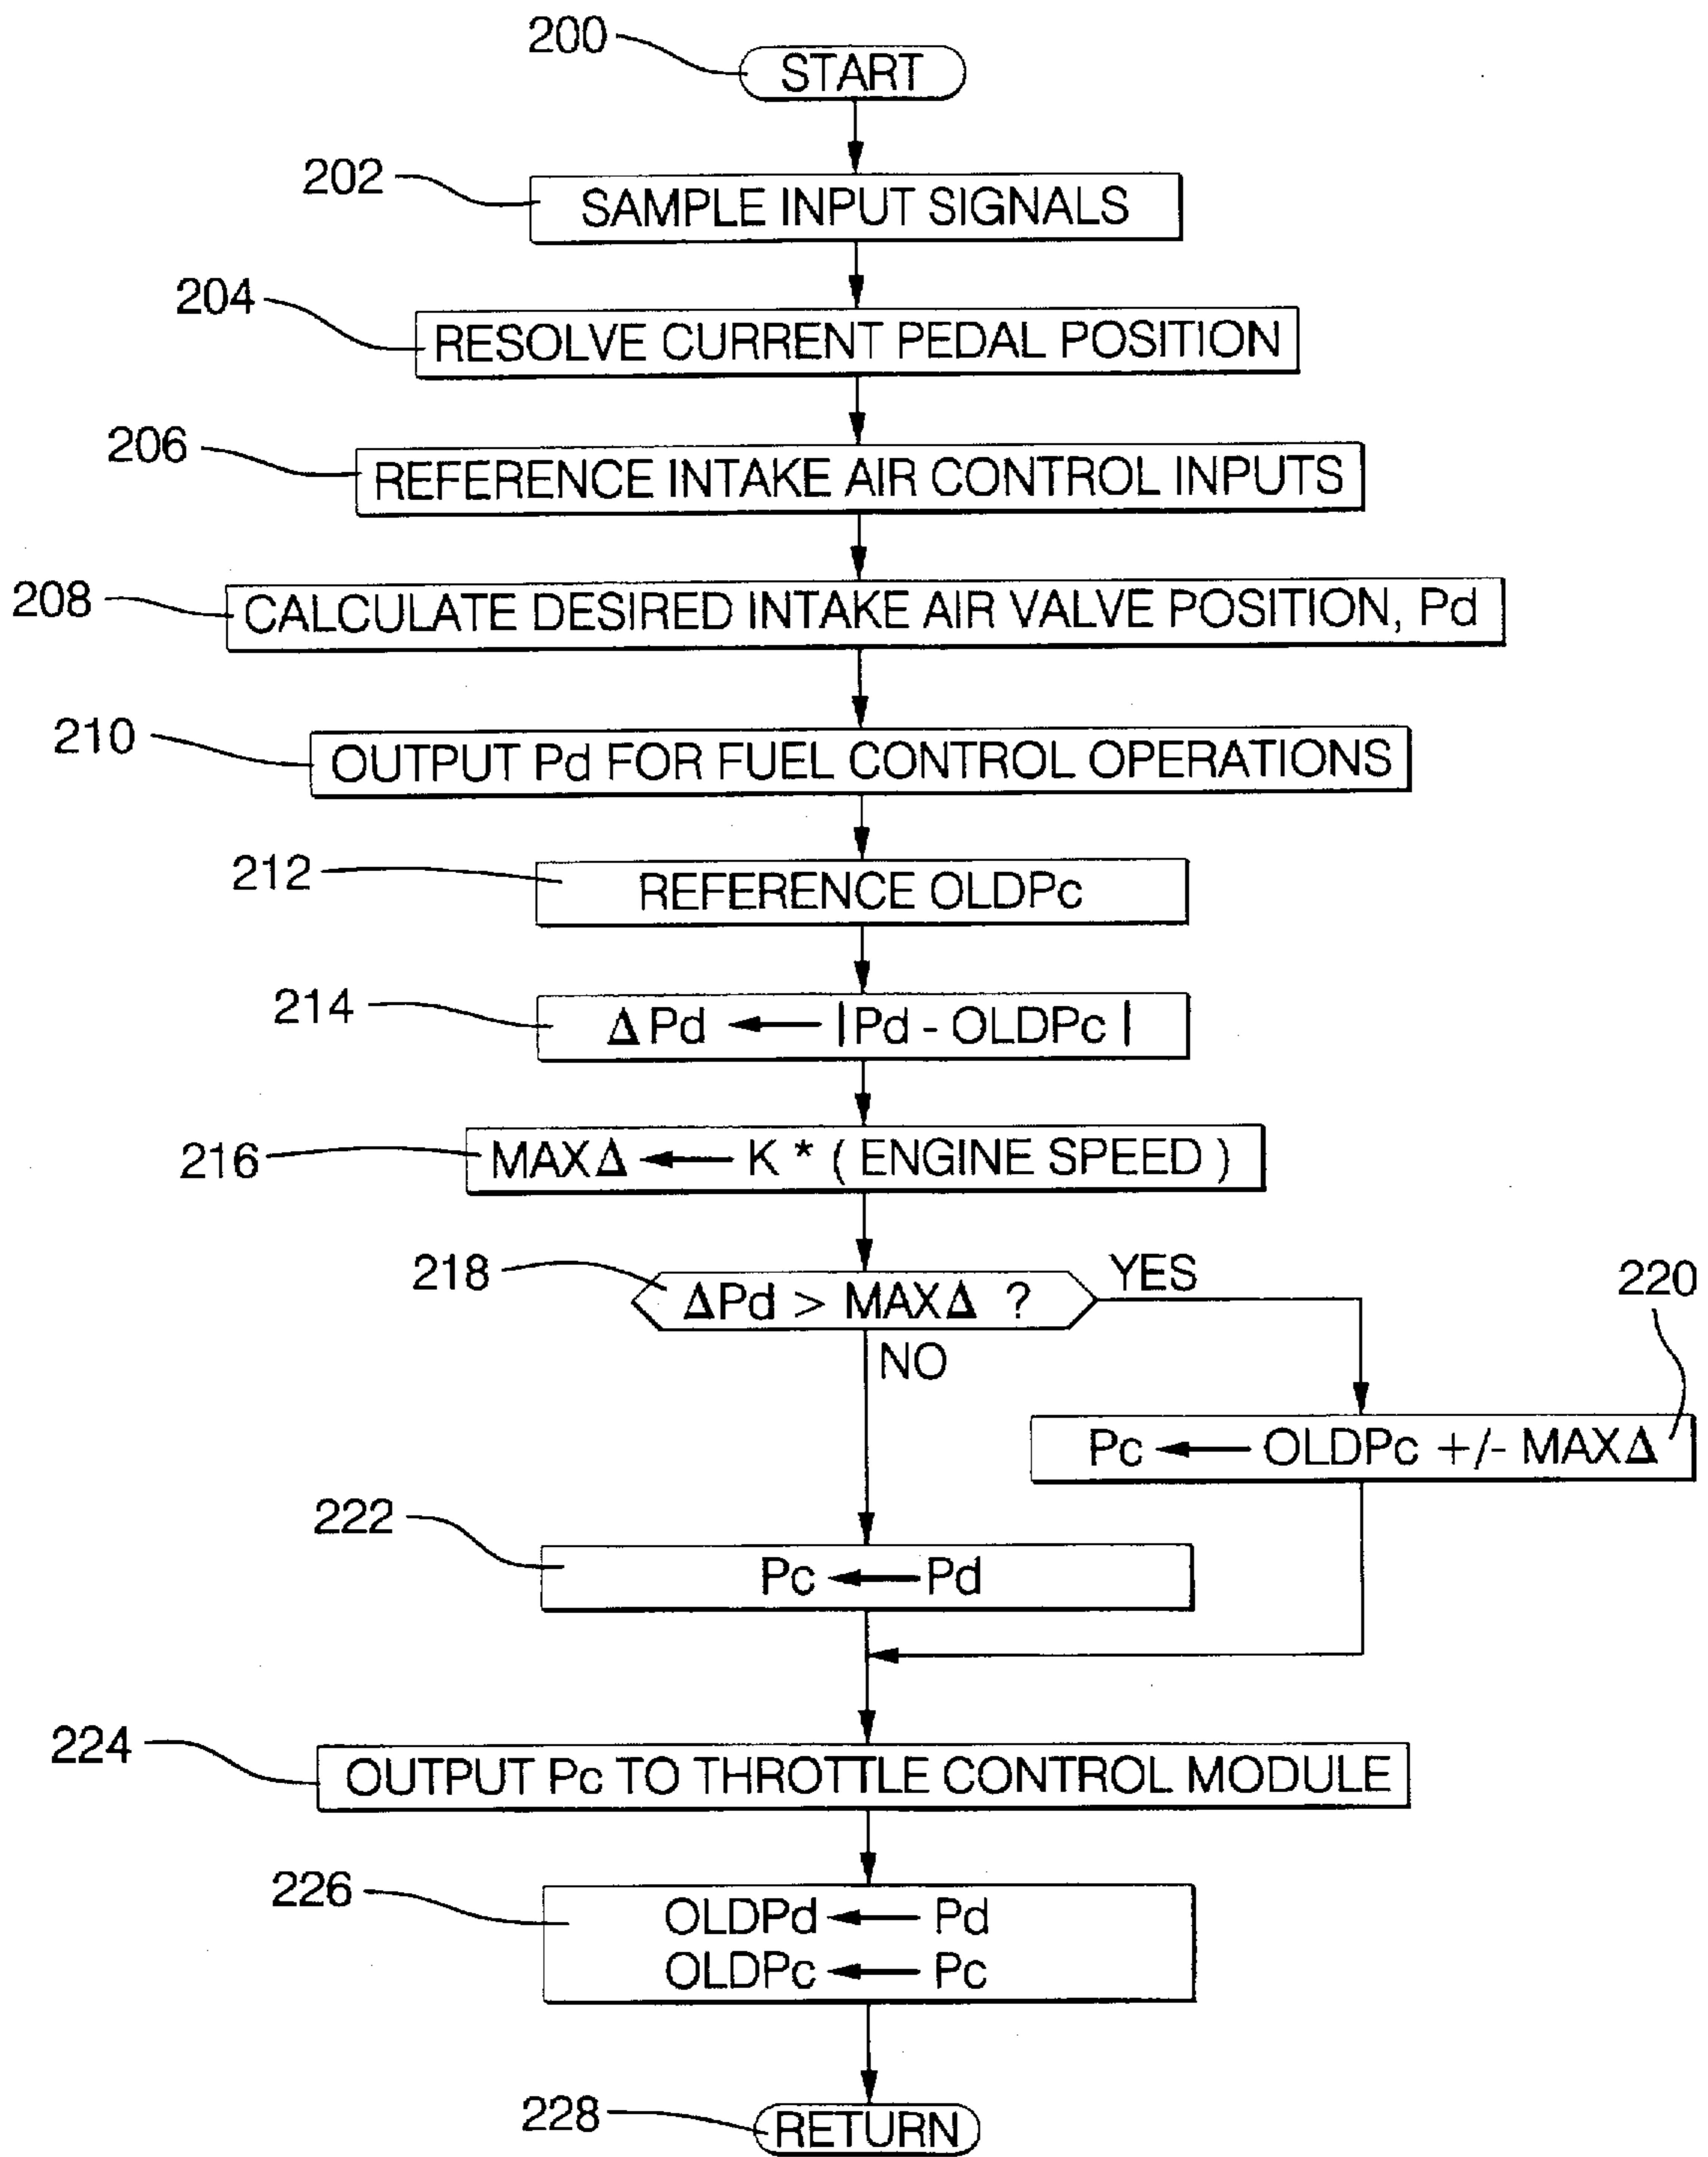 200
START
202
SAMPLE INPUT SIGNALS
204
RESOLVE CURRENT PEDAL POSITION
206
REFERENCE INTAKE AIR CONTROL INPUTS
208
CALCULATE DESIRED INTAKE AIR VALVE POSITION, Pd
210
OUTPUT Pd FOR FUEL CONTROL OPERATIONS
212
REFERENCE OLDPc
214
Δ Pd ← |Pd - OLDPc |
216
MAXΔ ← K * ( ENGINE SPEED )
218
ΔPd > MAXΔ ?
YES
NO
220
Pc ← OLDPc +/- MAXΔ
222
Pc ← Pd
224
OUTPUT Pc TO THROTTLE CONTROL MODULE
226
OLDPd ← Pd
OLDPc ← Pc
228
RETURN